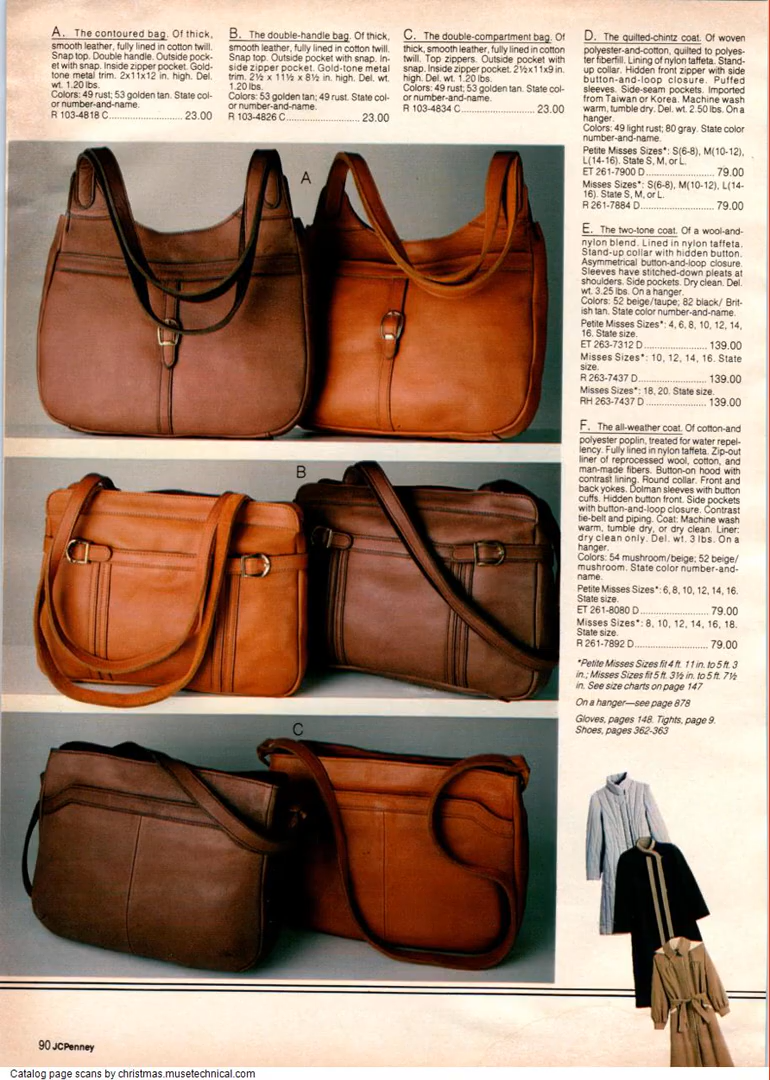 A. The contoured bag. Of thick,
smooth leather, fully lined in cotton twill.
Snap top. Double handle. Outside pock-
et with snap. Inside zipper pocket. Gold-
tone metal trim. 2x11x12 in. high. Del.
wt. 1.20 lbs.
Colors: 49 rust; 53 golden tan. State col-
or number-and-name.
R 103-4818 C.......................... 23.00
B. The double-handle bag. Of thick,
smooth leather, fully lined in cotton twill.
Snap top. Outside pocket with snap. In-
side zipper pocket. Gold-tone metal
trim. 2½ x 11½ x 8½ in. high. Del. wt.
1.20 lbs.
Colors: 53 golden tan; 49 rust. State col-
or number-and-name.
R 103-4826 C.......................... 23.00
C. The double-compartment bag. Of
thick, smooth leather, fully lined in cotton
twill. Top zippers. Outside pocket with
snap. Inside zipper pocket. 2½x11x9 in.
high. Del. wt. 1.20 lbs.
Colors: 49 rust; 53 golden tan. State col-
or number-and-name.
R 103-4834 C.......................... 23.00
D. The quilted-chintz coat. Of woven
polyester-and-cotton, quilted to polyes-
ter fiberfill. Lining of nylon taffeta. Stand-
up collar. Hidden front zipper with side
button-and-loop closure. Puffed
sleeves. Side-seam pockets. Imported
from Taiwan or Korea. Machine wash
warm, tumble dry. Del. wt. 2.50 lbs. On a
hanger.
Colors: 49 light rust; 80 gray. State color
number-and-name.
Petite Misses Sizes*: S(6-8), M(10-12),
L(14-16). State S, M, or L.
ET 261-7900 D.......................... 79.00
Misses Sizes*: S(6-8), M(10-12), L(14-
16). State S, M, or L.
R 261-7884 D.......................... 79.00
E. The two-tone coat. Of a wool-and-
nylon blend. Lined in nylon taffeta.
Stand-up collar with hidden button.
Asymmetrical button-and-loop closure.
Sleeves have stitched-down pleats at
shoulders. Side pockets. Dry clean. Del.
wt. 3.25 lbs. On a hanger.
Colors: 52 beige/taupe; 82 black/ Brit-
ish tan. State color number-and-name.
Petite Misses Sizes*: 4, 6, 8, 10, 12, 14,
16. State size.
ET 263-7312 D...................... 139.00
Misses Sizes*: 10, 12, 14, 16. State
size.
R 263-7437 D........................ 139.00
Misses Sizes*: 18, 20. State size.
RH 263-7437 D...................... 139.00
F. The all-weather coat. Of cotton-and-
polyester poplin, treated for water repel-
lency. Fully lined in nylon taffeta. Zip-out
liner of reprocessed wool, cotton, and
man-made fibers. Button-on hood with
contrast lining. Round collar. Front and
back yokes. Dolman sleeves with button
cuffs. Hidden button front. Side pockets
with button-and-loop closure. Contrast
tie-belt and piping. Coat: Machine wash
warm, tumble dry, or dry clean. Liner:
dry clean only. Del. wt. 3 lbs. On a
hanger.
Colors: 54 mushroom/beige; 52 beige/
mushroom. State color number-and-
name.
Petite Misses Sizes*: 6, 8, 10, 12, 14, 16.
State size.
ET 261-8080 D........................ 79.00
Misses Sizes*: 8, 10, 12, 14, 16, 18.
State size.
R 261-7892 D.......................... 79.00
*Petite Misses Sizes fit 4 ft. 11 in. to 5 ft. 3
in.; Misses Sizes fit 5 ft. 3½ in. to 5 ft. 7½
in. See size charts on page 147
On a hanger—see page 878
Gloves, pages 148. Tights, page 9.
Shoes, pages 362-363
A
B
C
90 JCPenney
Catalog page scans by christmas.musetechnical.com